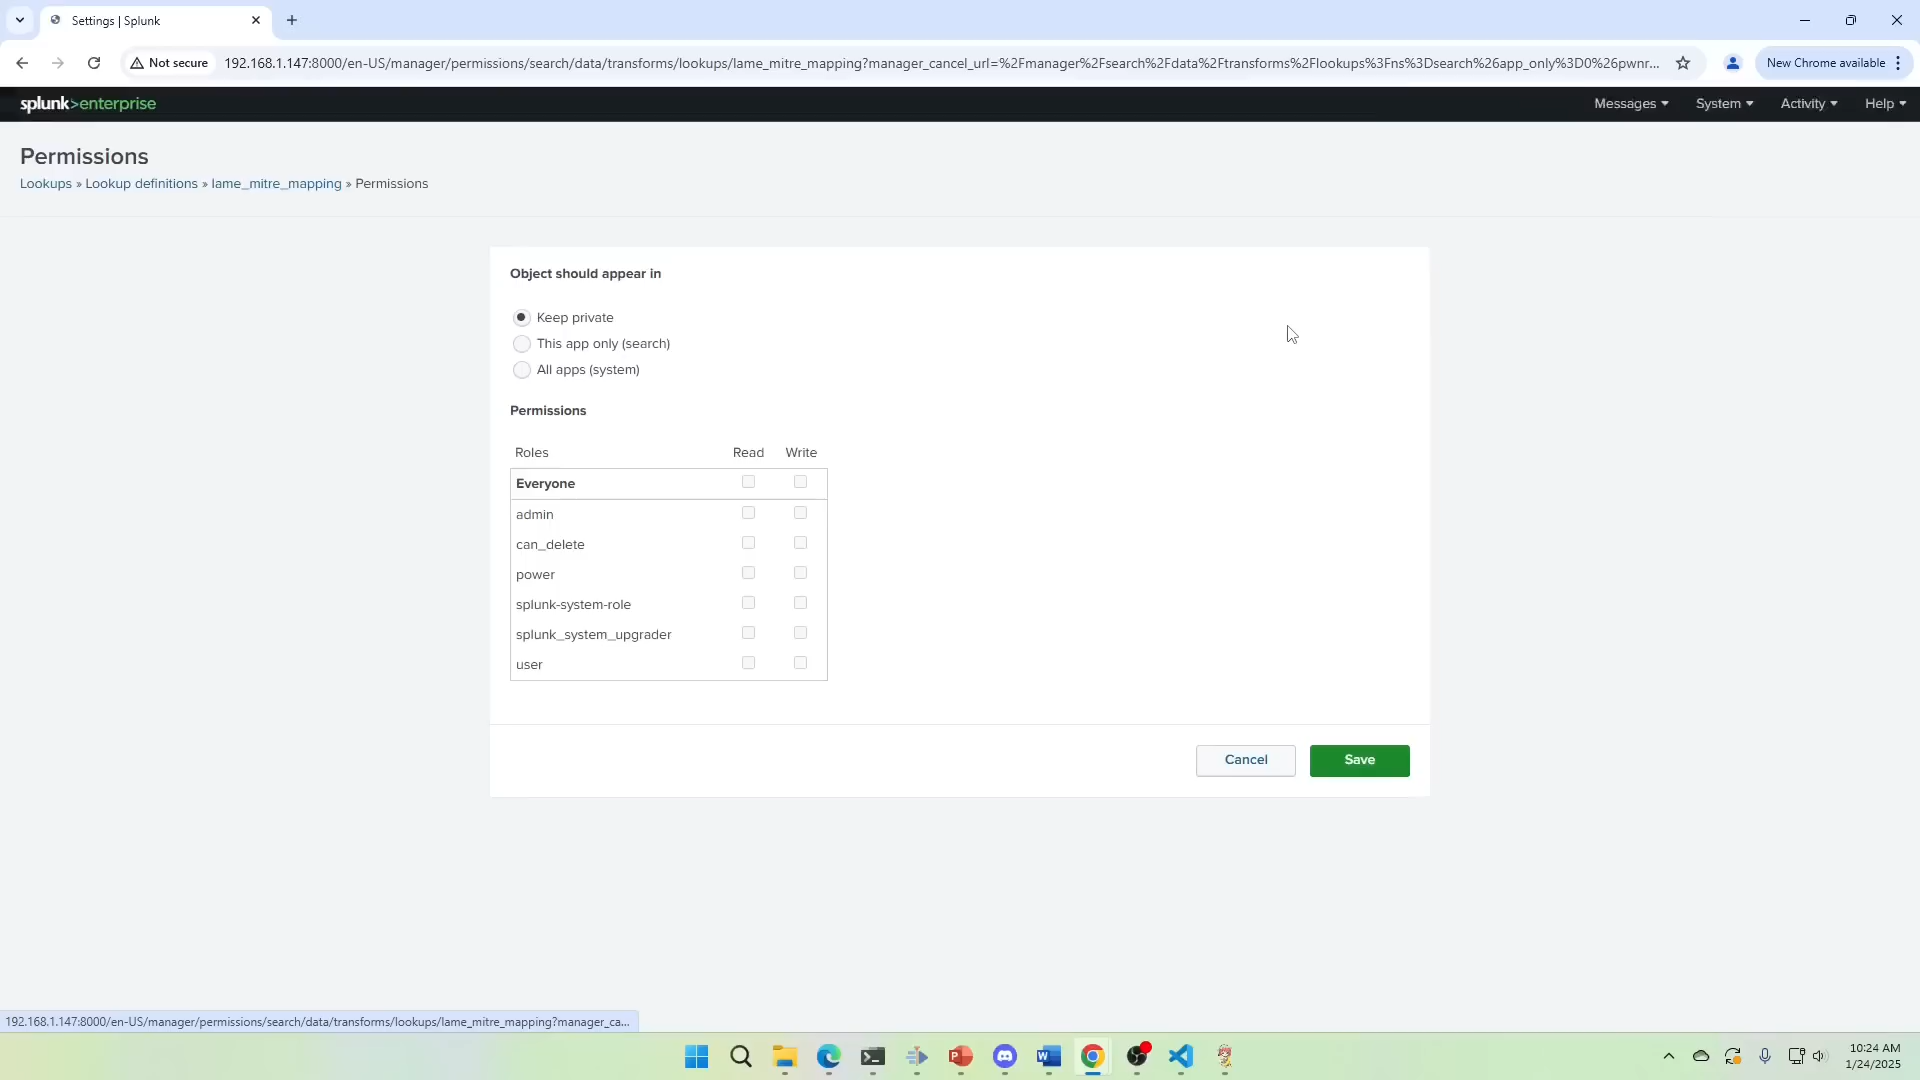 Settings | Splunk
Not secure
192.168.1.147:8000/en-US/manager/permissions/search/data/transforms/lookups/lame_mitre_mapping?manager_cancel_url=%2Fmanager%2Fsearch%2Fdata%2Ftransforms%2Flookups%3Fns%3Dsearch%26app_only%3D0%26pwnr...
New Chrome available
splunk>enterprise
Messages
System
Activity
Help
Permissions
Lookups » Lookup definitions » lame_mitre_mapping » Permissions
Object should appear in
Keep private
This app only (search)
All apps (system)
Permissions
Roles Read Write
Everyone
admin
can_delete
power
splunk-system-role
splunk_system_upgrader
user
Cancel
Save
192.168.1.147:8000/en-US/manager/permissions/search/data/transforms/lookups/lame_mitre_mapping?manager_ca...
10:24 AM
1/24/2025